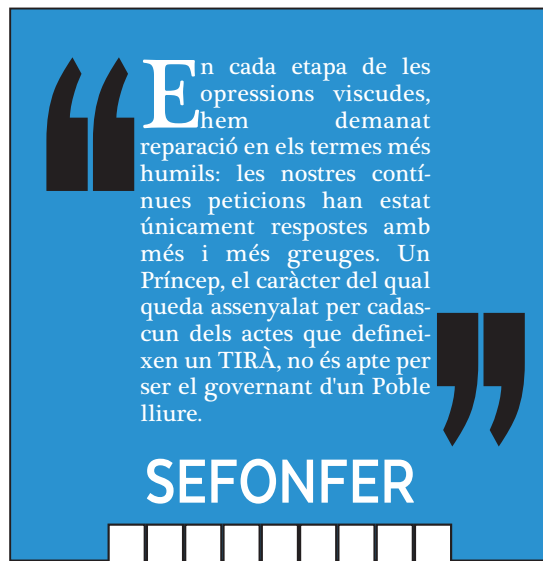 En cada etapa de les
opressions viscudes,
hem demanat
reparació en els termes més
humils: les nostres contí-
nues peticions han estat
únicament respostes amb
més i més greuges. Un
Príncep, el caràcter del qual
queda assenyalat per cadas-
cun dels actes que definei-
xen un TIRÀ, no és apte per
ser el governant d'un Poble
lliure.
SEFONFER